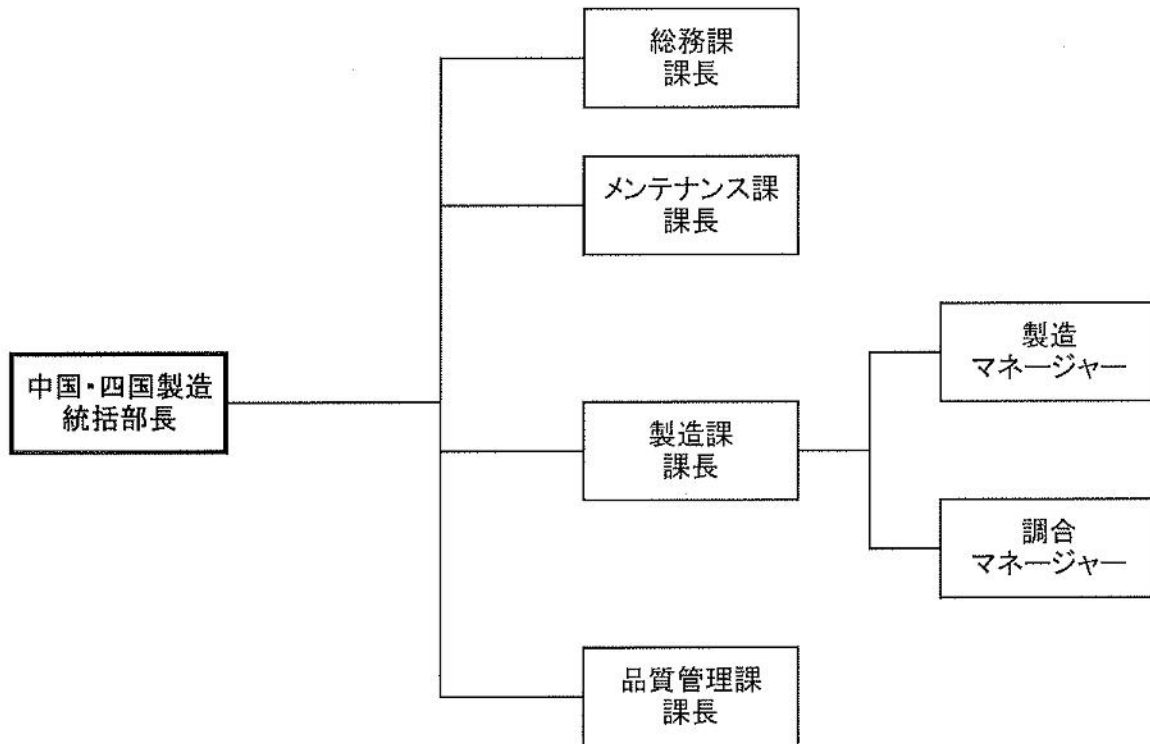 総務課
課長
メンテナンス課
課長
中国・四国製造
統括部長
製造課
課長
製造
マネージャー
調合
マネージャー
品質管理課
課長